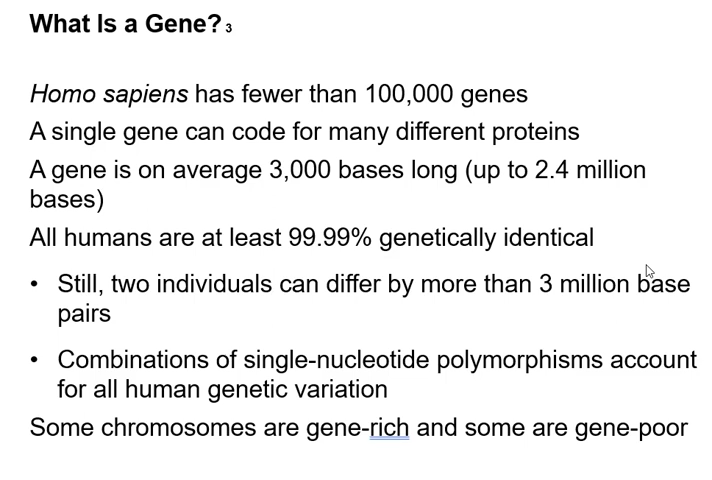 What Is a Gene? 3
Homo sapiens has fewer than 100,000 genes
A single gene can code for many different proteins
A gene is on average 3,000 bases long (up to 2.4 million
bases)
All humans are at least 99.99% genetically identical
• Still, two individuals can differ by more than 3 million base
pairs
• Combinations of single-nucleotide polymorphisms account
for all human genetic variation
Some chromosomes are gene-rich and some are gene-poor